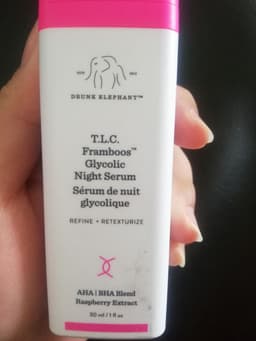 DRUNK ELEPHANT™
T.L.C.
Framboos™
Glycolic
Night Serum
Sérum de nuit
glycolique
REFINE + RETEXTURIZE
AHA | BHA Blend
Raspberry Extract
30 ml / 1 fl oz